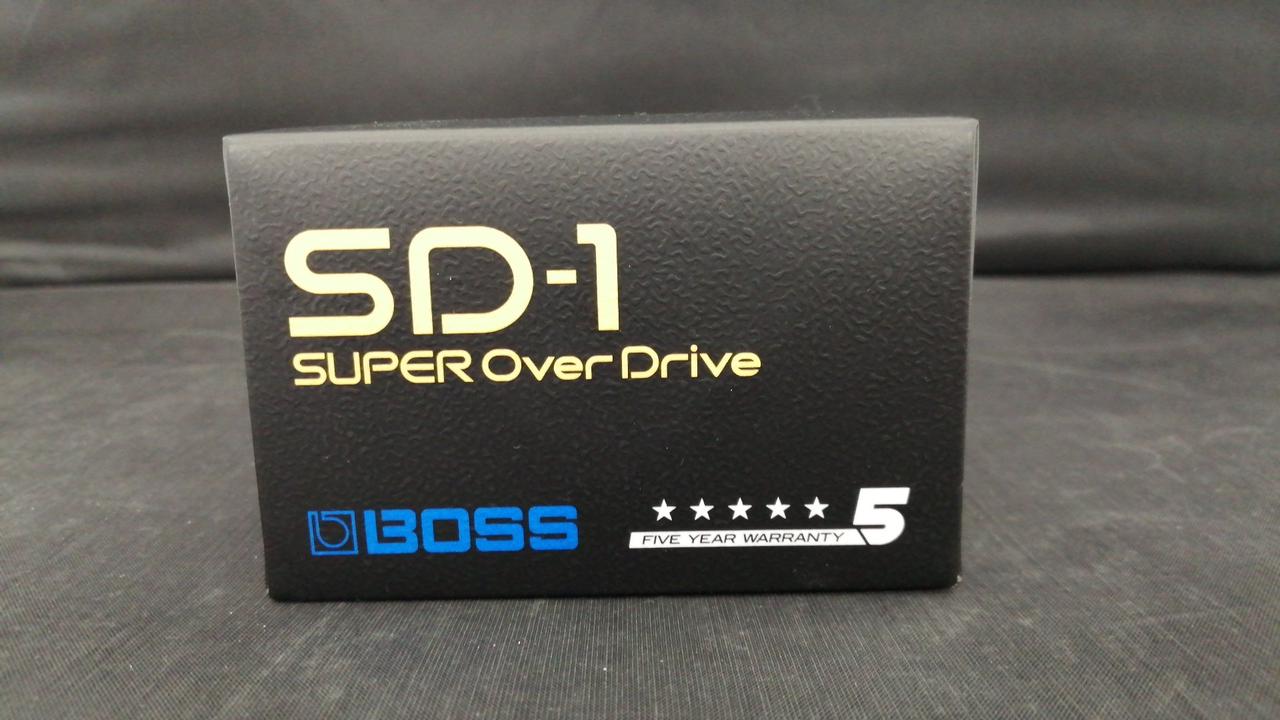 SD-1
SUPER Over Drive
BOSS
5
FIVE YEAR WARRANTY